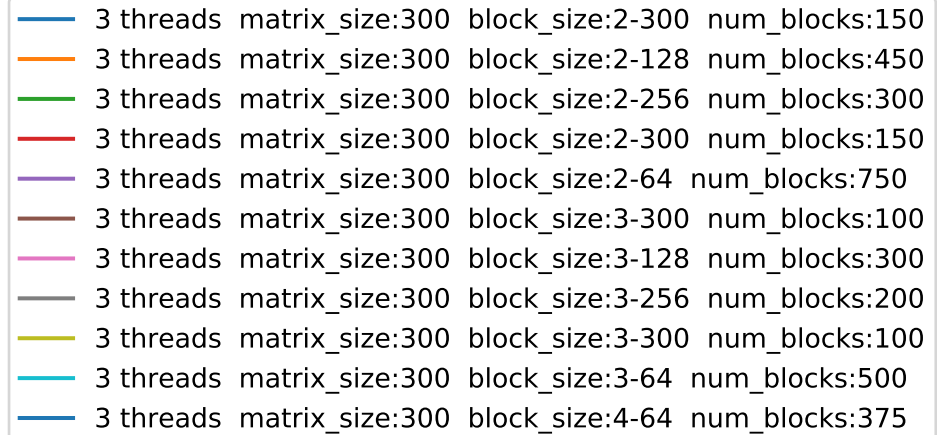 3 threads  matrix_size:300  block_size:2-300  num_blocks:150
3 threads  matrix_size:300  block_size:2-128  num_blocks:450
3 threads  matrix_size:300  block_size:2-256  num_blocks:300
3 threads  matrix_size:300  block_size:2-300  num_blocks:150
3 threads  matrix_size:300  block_size:2-64  num_blocks:750
3 threads  matrix_size:300  block_size:3-300  num_blocks:100
3 threads  matrix_size:300  block_size:3-128  num_blocks:300
3 threads  matrix_size:300  block_size:3-256  num_blocks:200
3 threads  matrix_size:300  block_size:3-300  num_blocks:100
3 threads  matrix_size:300  block_size:3-64  num_blocks:500
3 threads  matrix_size:300  block_size:4-64  num_blocks:375